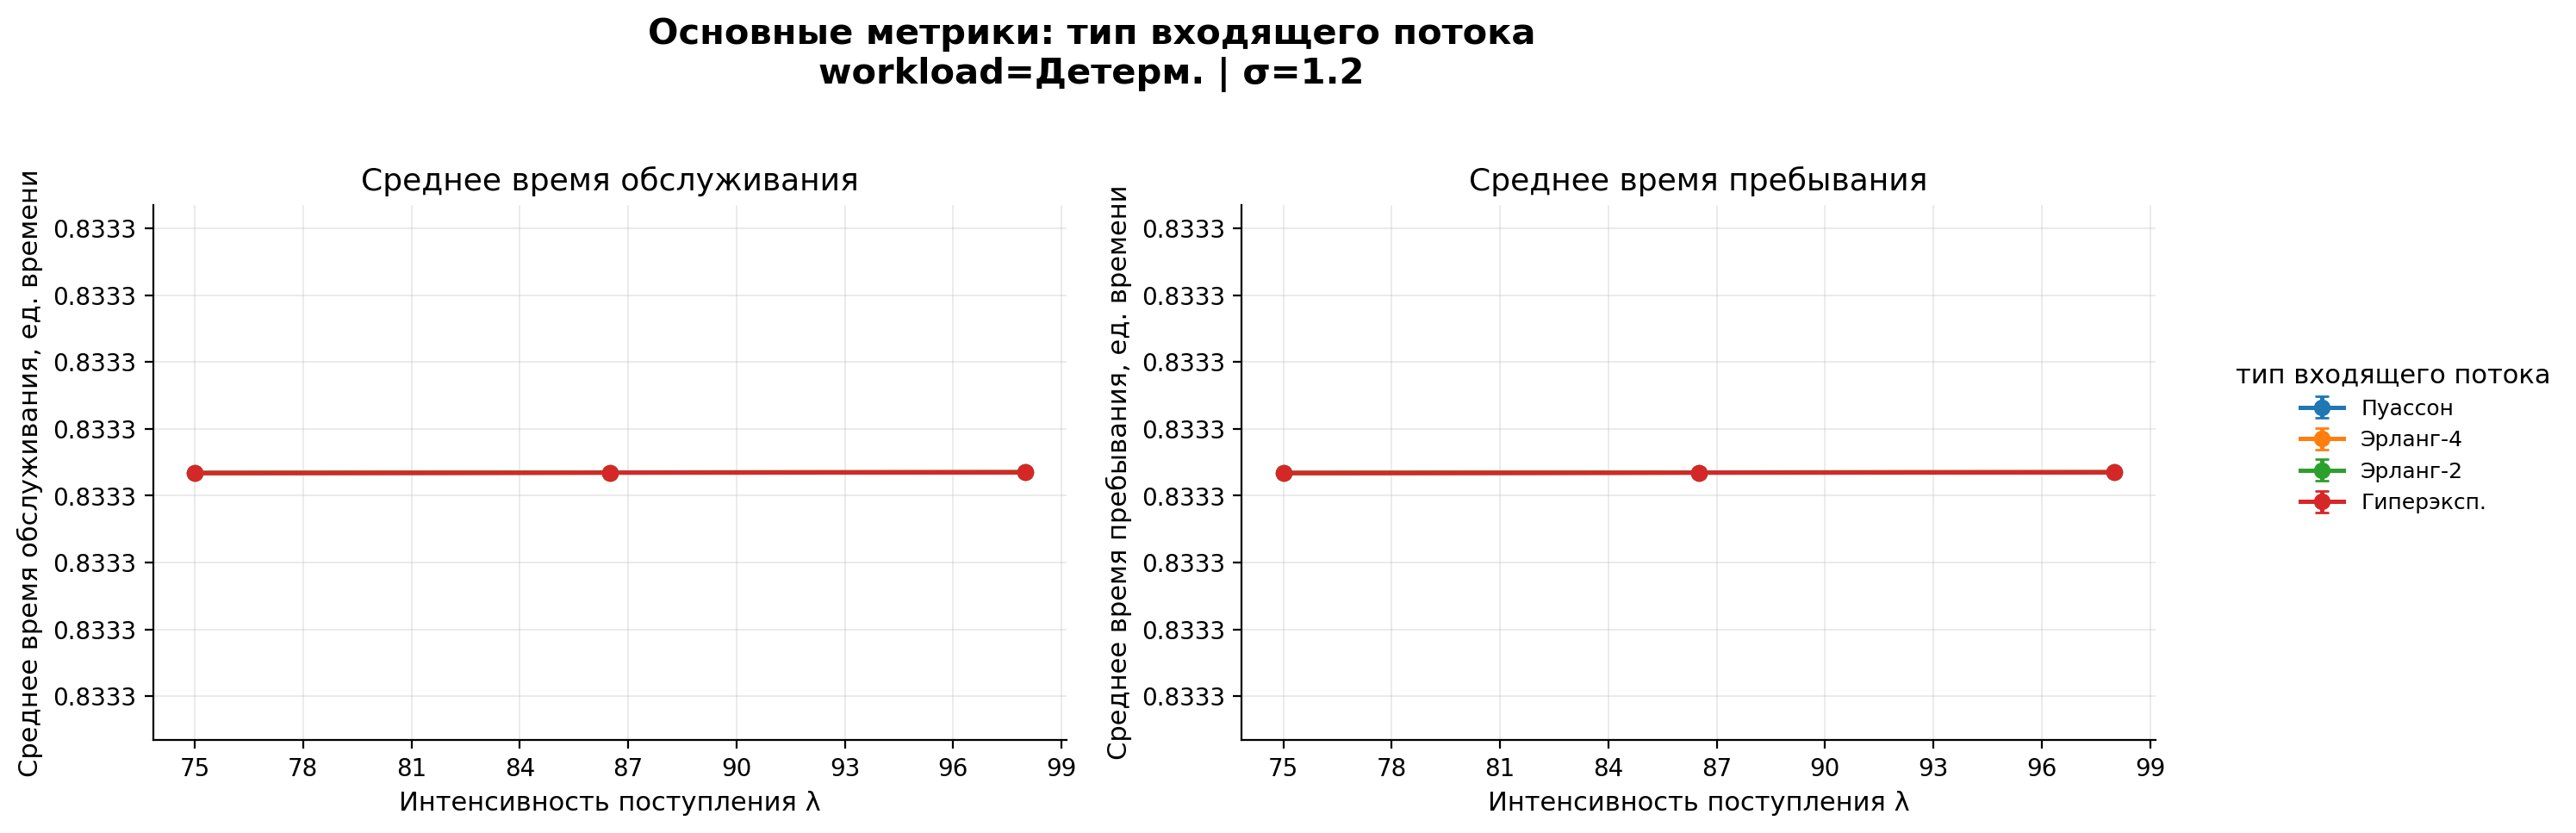 Основные метрики: тип входящего потока
workload=Детерм. | σ=1.2
Среднее время обслуживания
Среднее время обслуживания, ед. времени
0.8333
0.8333
0.8333
0.8333
0.8333
0.8333
0.8333
0.8333
75 78 81 84 87 90 93 96 99
Интенсивность поступления λ
Среднее время пребывания
Среднее время пребывания, ед. времени
0.8333
0.8333
0.8333
0.8333
0.8333
0.8333
0.8333
0.8333
75 78 81 84 87 90 93 96 99
Интенсивность поступления λ
тип входящего потока
Пуассон
Эрланг-4
Эрланг-2
Гиперэксп.